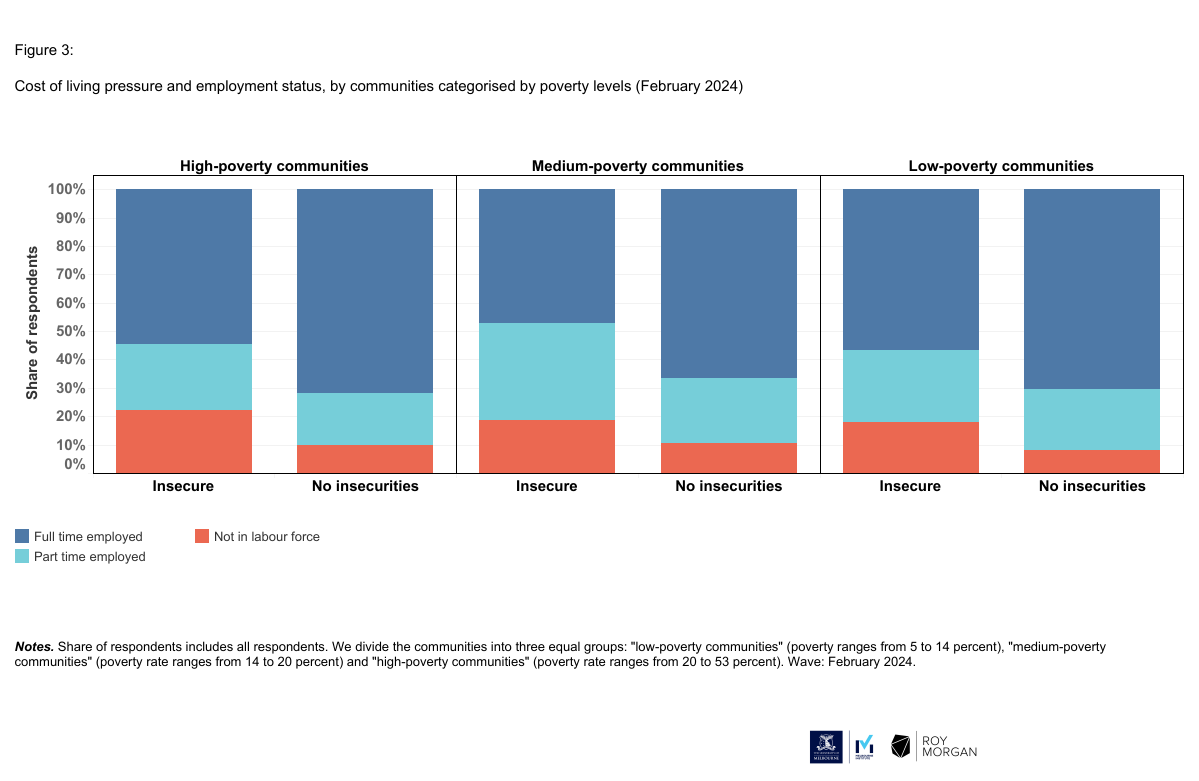 Figure 3:
Cost of living pressure and employment status, by communities categorised by poverty levels (February 2024)
High-poverty communities
Medium-poverty communities
Low-poverty communities
Share of respondents
100%
90%
80%
70%
60%
50%
40%
30%
20%
10%
0%
Insecure
No insecurities
Insecure
No insecurities
Insecure
No insecurities
Full time employed
Not in labour force
Part time employed
Notes. Share of respondents includes all respondents. We divide the communities into three equal groups: "low-poverty communities" (poverty ranges from 5 to 14 percent), "medium-poverty
communities" (poverty rate ranges from 14 to 20 percent) and "high-poverty communities" (poverty rate ranges from 20 to 53 percent). Wave: February 2024.
MELBOURNE
ROY
MORGAN